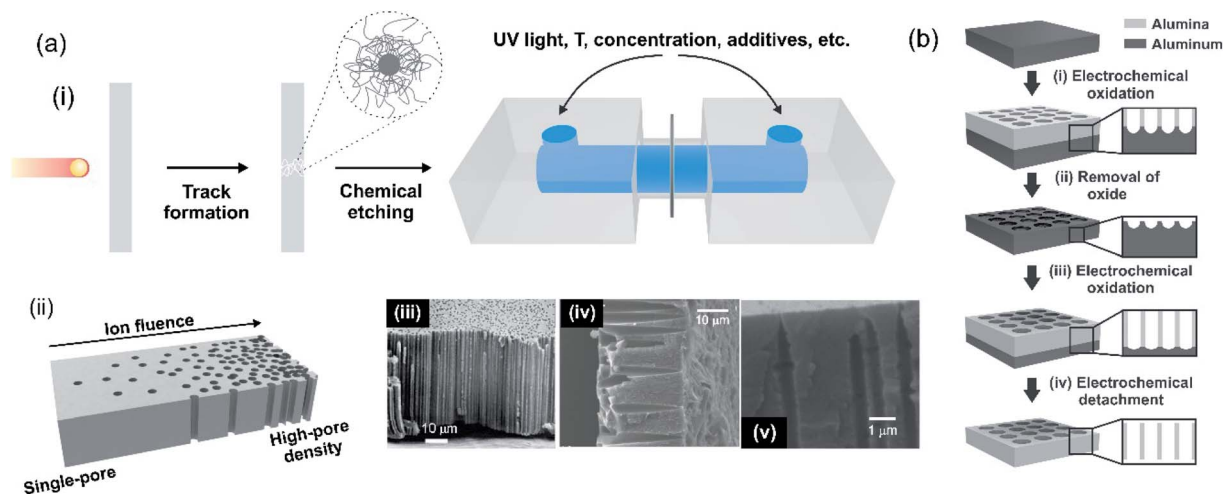 (a)
(i)
Track
formation
Chemical
etching
UV light, T, concentration, additives, etc.
(ii)
Ion fluence
Single-pore
High-pore
density
(iii)
10 μm
(iv)
10 μm
(v)
1 μm
(b)
Alumina
Aluminum
(i) Electrochemical
oxidation
(ii) Removal of
oxide
(iii) Electrochemical
oxidation
(iv) Electrochemical
detachment